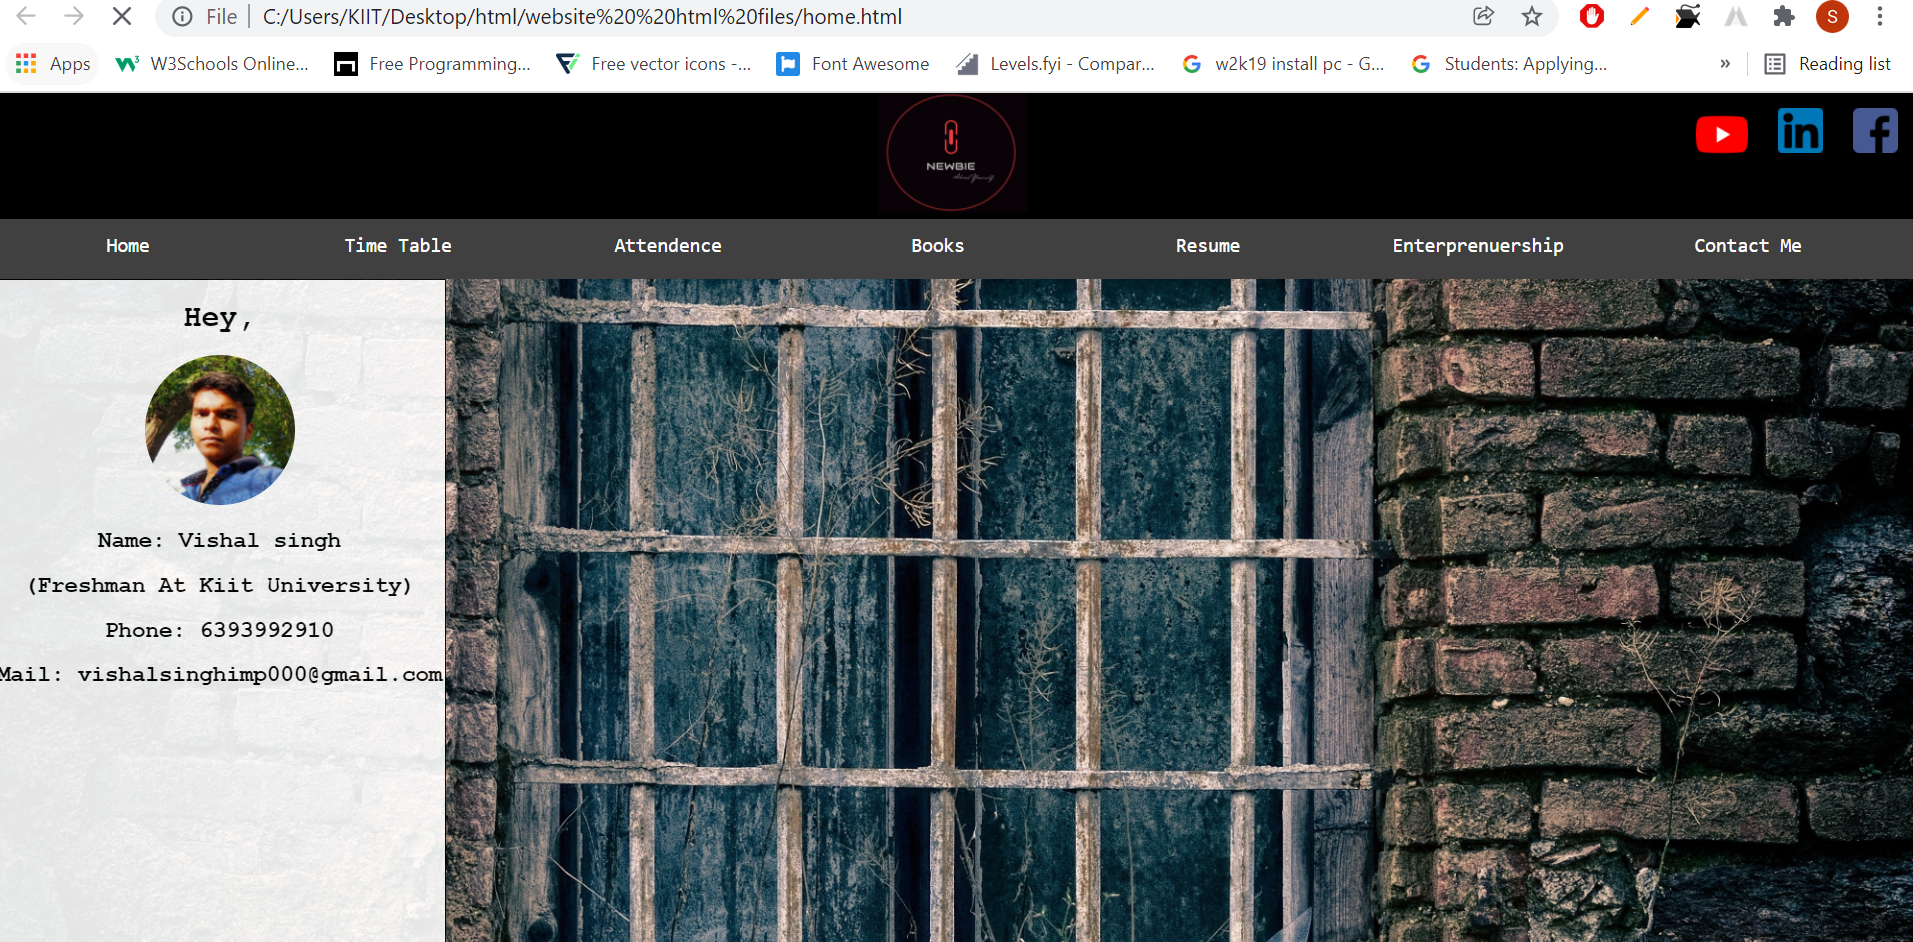 File | C:/Users/KIIT/Desktop/html/website%20%20html%20files/home.html
S
Apps W3Schools Online... Free Programming... Free vector icons -... Font Awesome Levels.fyi - Compar... w2k19 install pc - G... Students: Applying... » Reading list
NEWBIE
in f
Home Time Table Attendence Books Resume Enterprenuership Contact Me
Hey,
Name: Vishal singh
(Freshman At Kiit University)
Phone: 6393992910
Mail: vishalsinghimp000@gmail.com